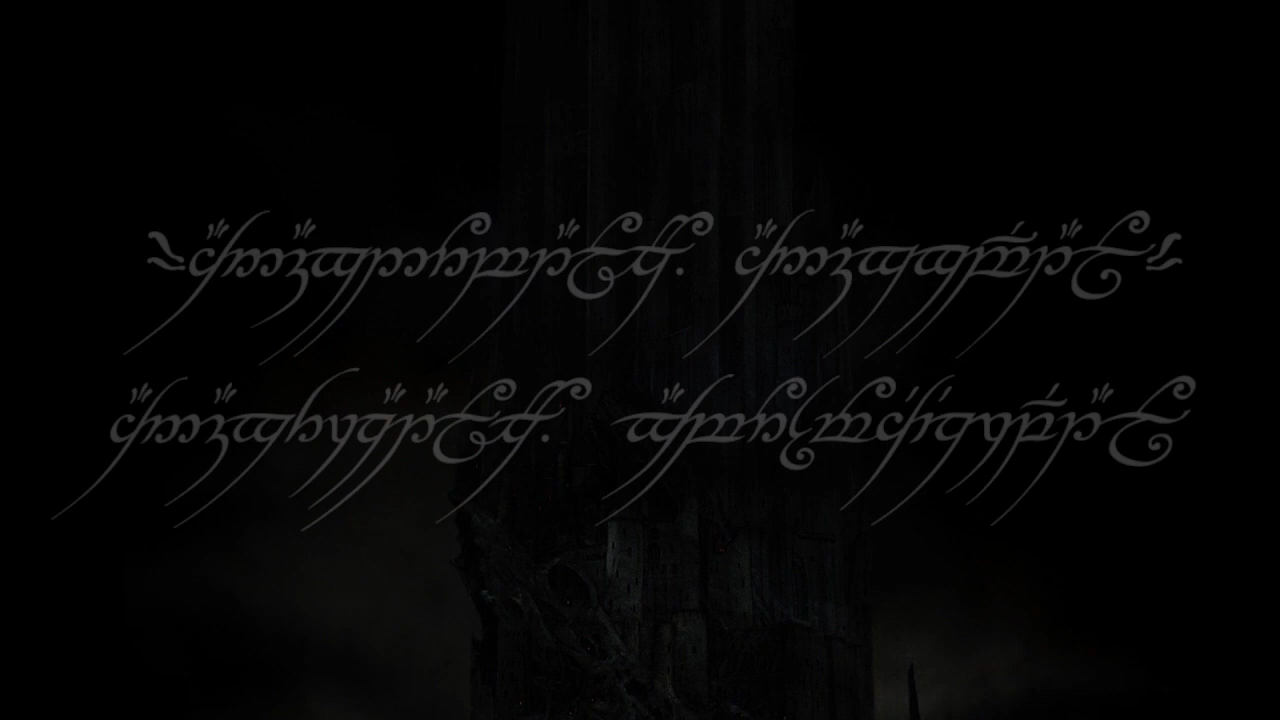 ash nazg durbatulûk, ash nazg gimbatul,
ash nazg thrakatulûk, agh burzum-ishi krimpatul